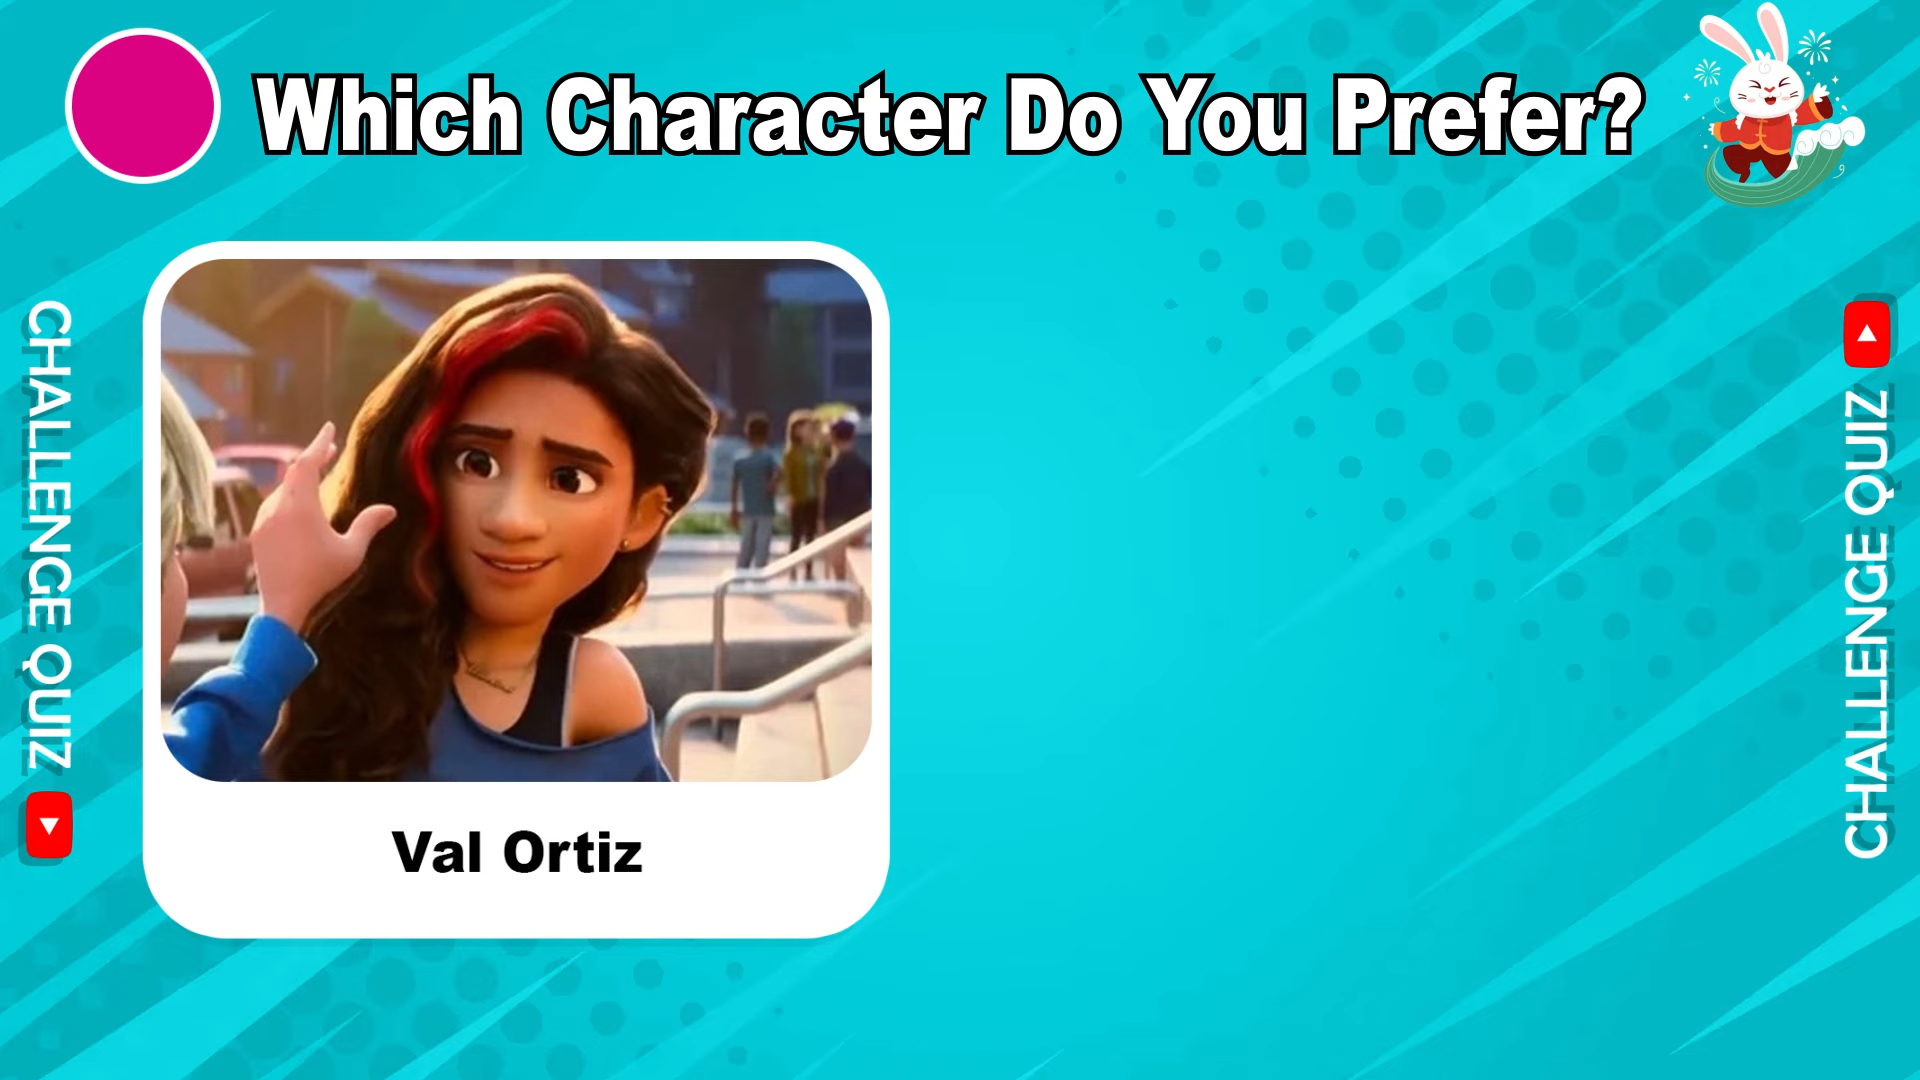 Which Character Do You Prefer?
CHALLENGE QUIZ
Val Ortiz
CHALLENGE QUIZ